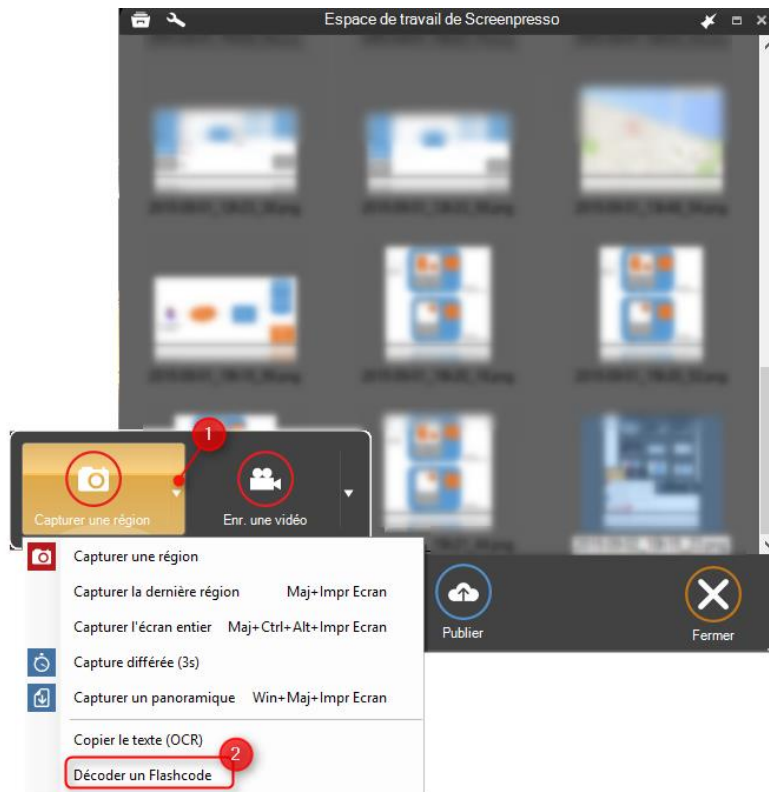 Espace de travail de Screenpresso
1
Capturer une région
Enr. une vidéo
Capturer une région
Capturer la dernière région Maj+Impr Ecran
Capturer l'écran entier Maj+Ctrl+Alt+Impr Ecran
Capture différée (3s)
Capturer un panoramique Win+Maj+Impr Ecran
Copier le texte (OCR)
2
Décoder un Flashcode
Publier
Fermer